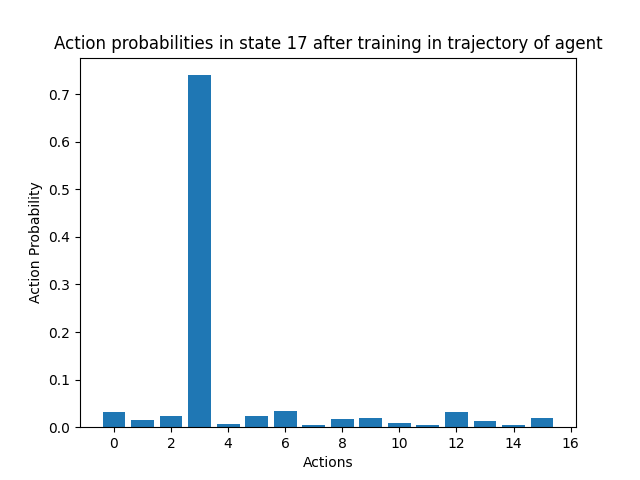 Action probabilities in state 17 after training in trajectory of agent
Action Probability
0.7
0.6
0.5
0.4
0.3
0.2
0.1
0.0
0 2 4 6 8 10 12 14 16
Actions